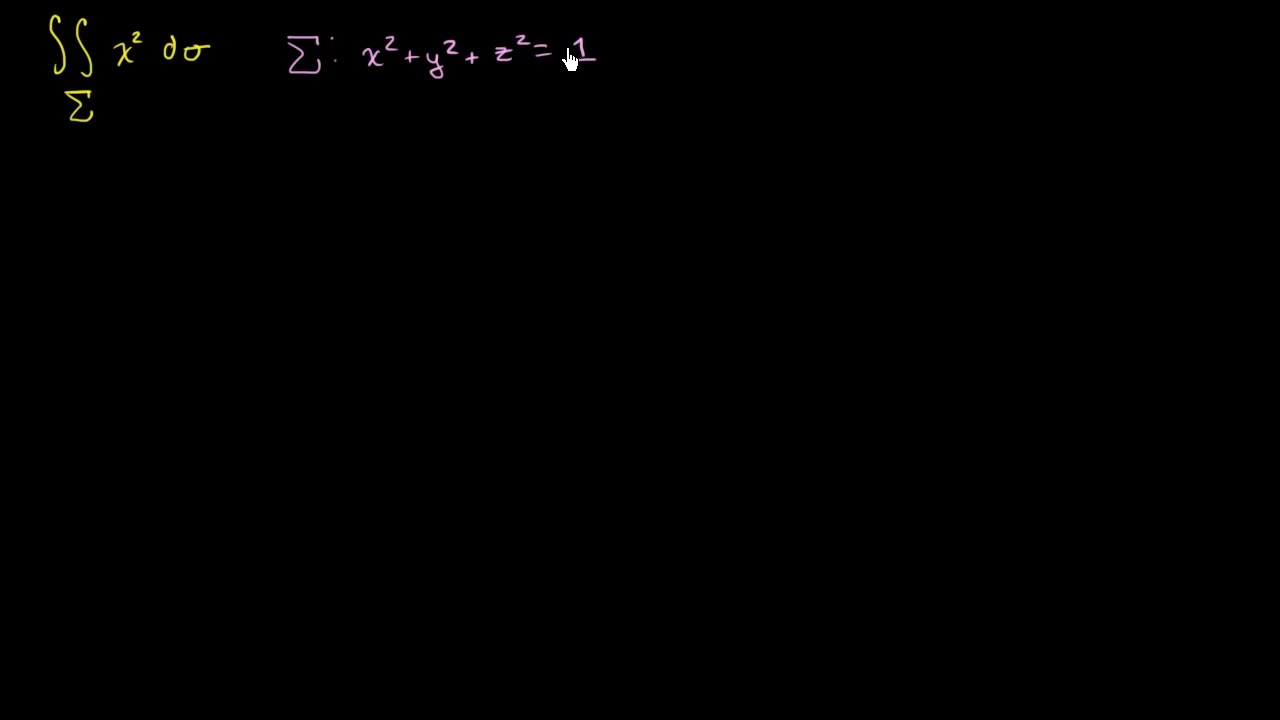 ∬ x² dσ Σ: x² + y² + z² = 1
Σ